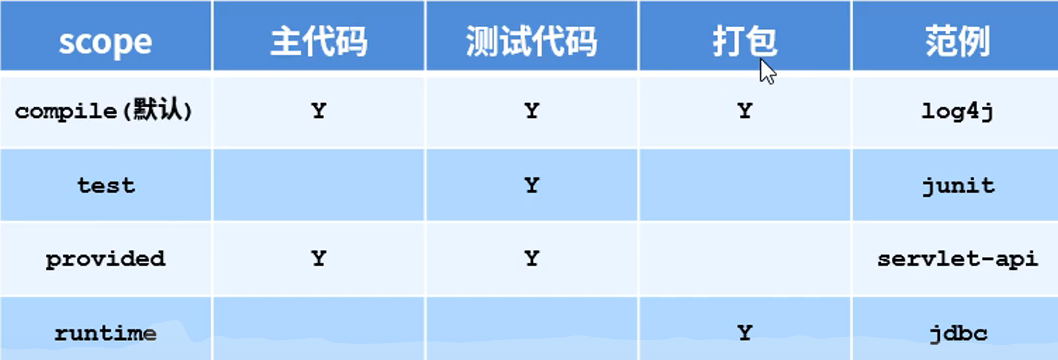 scope 主代码 测试代码 打包 范例
compile(默认) Y Y Y log4j
test Y junit
provided Y Y servlet-api
runtime Y jdbc